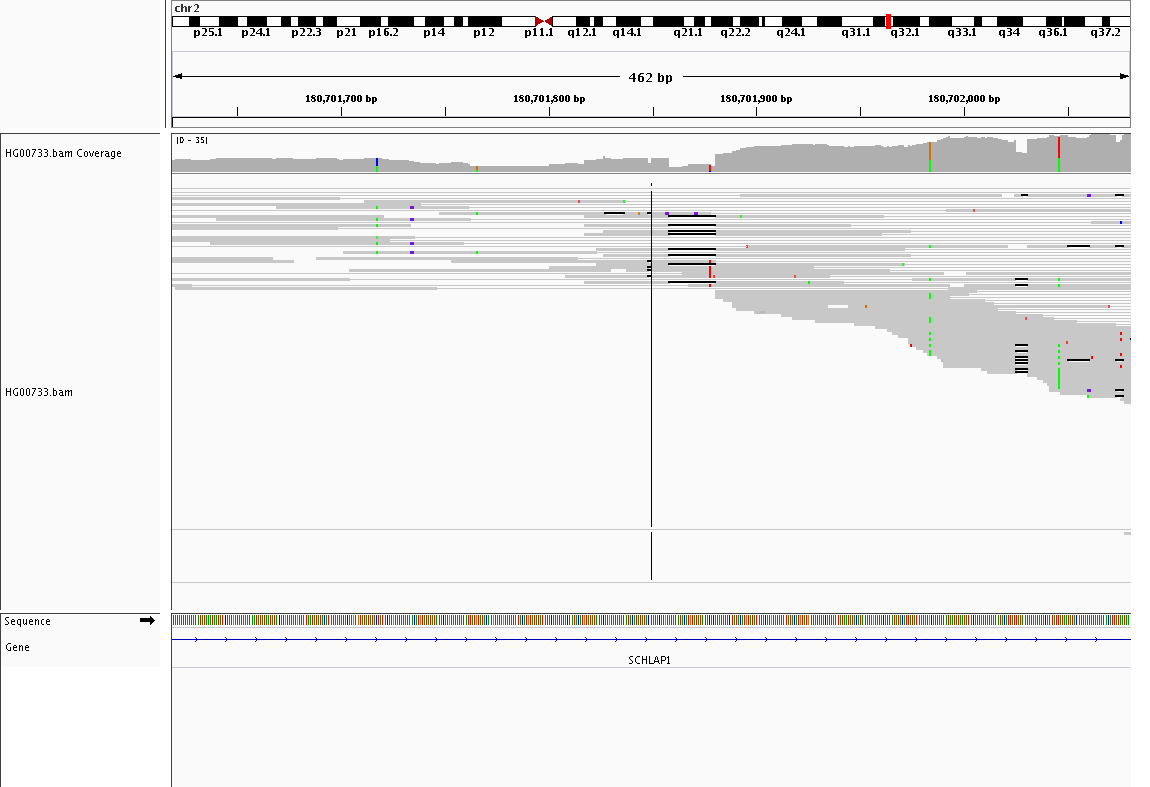 chr2
p25.1 p24.1 p22.3 p21 p16.2 p14 p12 p11.1 q12.1 q14.1 q21.1 q22.2 q24.1 q31.1 q32.1 q33.1 q34 q36.1 q37.2
462 bp
180,701,700 bp 180,701,800 bp 180,701,900 bp 180,702,000 bp
[0 - 35]
HG00733.bam Coverage
HG00733.bam
Sequence
Gene
SCHLAP1